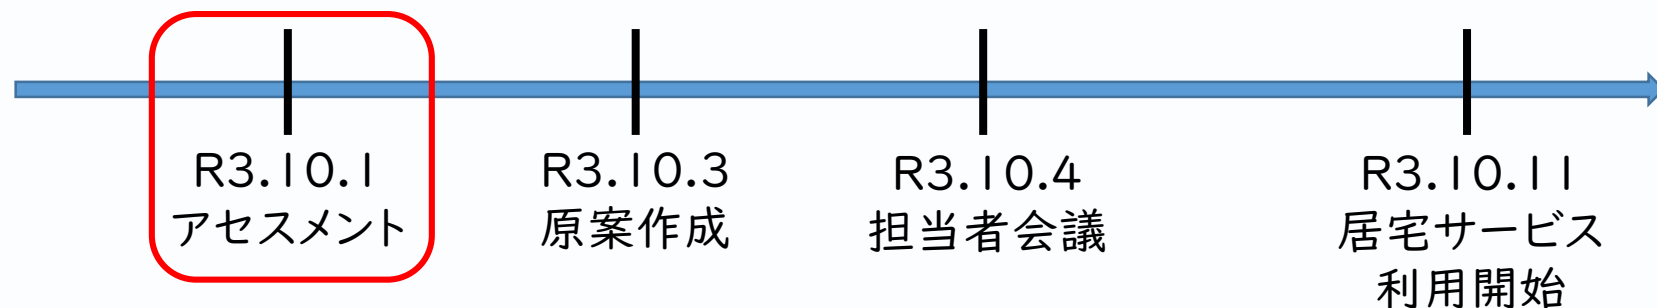 R3.10.1
アセスメント
R3.10.3
原案作成
R3.10.4
担当者会議
R3.10.11
居宅サービス
利用開始